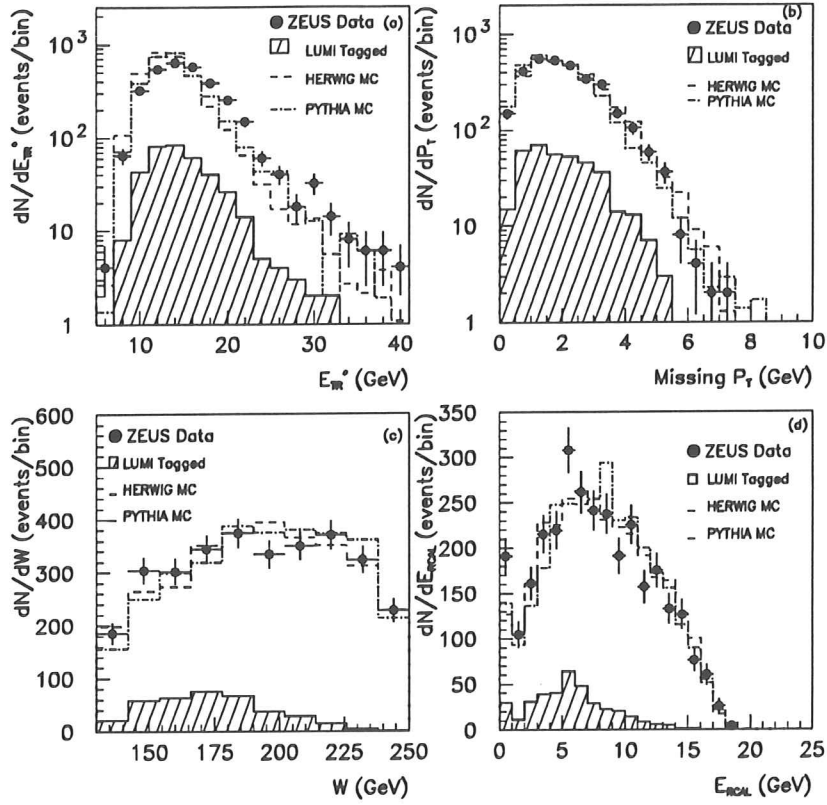 ZEUS Data (a)
LUMI Tagged
HERWIG MC
PYTHIA MC
dN/dE_TR° (events/bin)
10³
10²
10
1
10 20 30 40
E_TR° (GeV)
ZEUS Data (b)
LUMI Tagged
HERWIG MC
PYTHIA MC
dN/dP_T (events/bin)
10³
10²
10
1
0 2 4 6 8 10
Missing P_T (GeV)
ZEUS Data (c)
LUMI Tagged
HERWIG MC
PYTHIA MC
dN/dW (events/bin)
600
500
400
300
200
100
0
150 175 200 225 250
W (GeV)
ZEUS Data (d)
LUMI Tagged
HERWIG MC
PYTHIA MC
dN/dE_RCAL (events/bin)
350
300
250
200
150
100
50
0
0 5 10 15 20 25
E_RCAL (GeV)